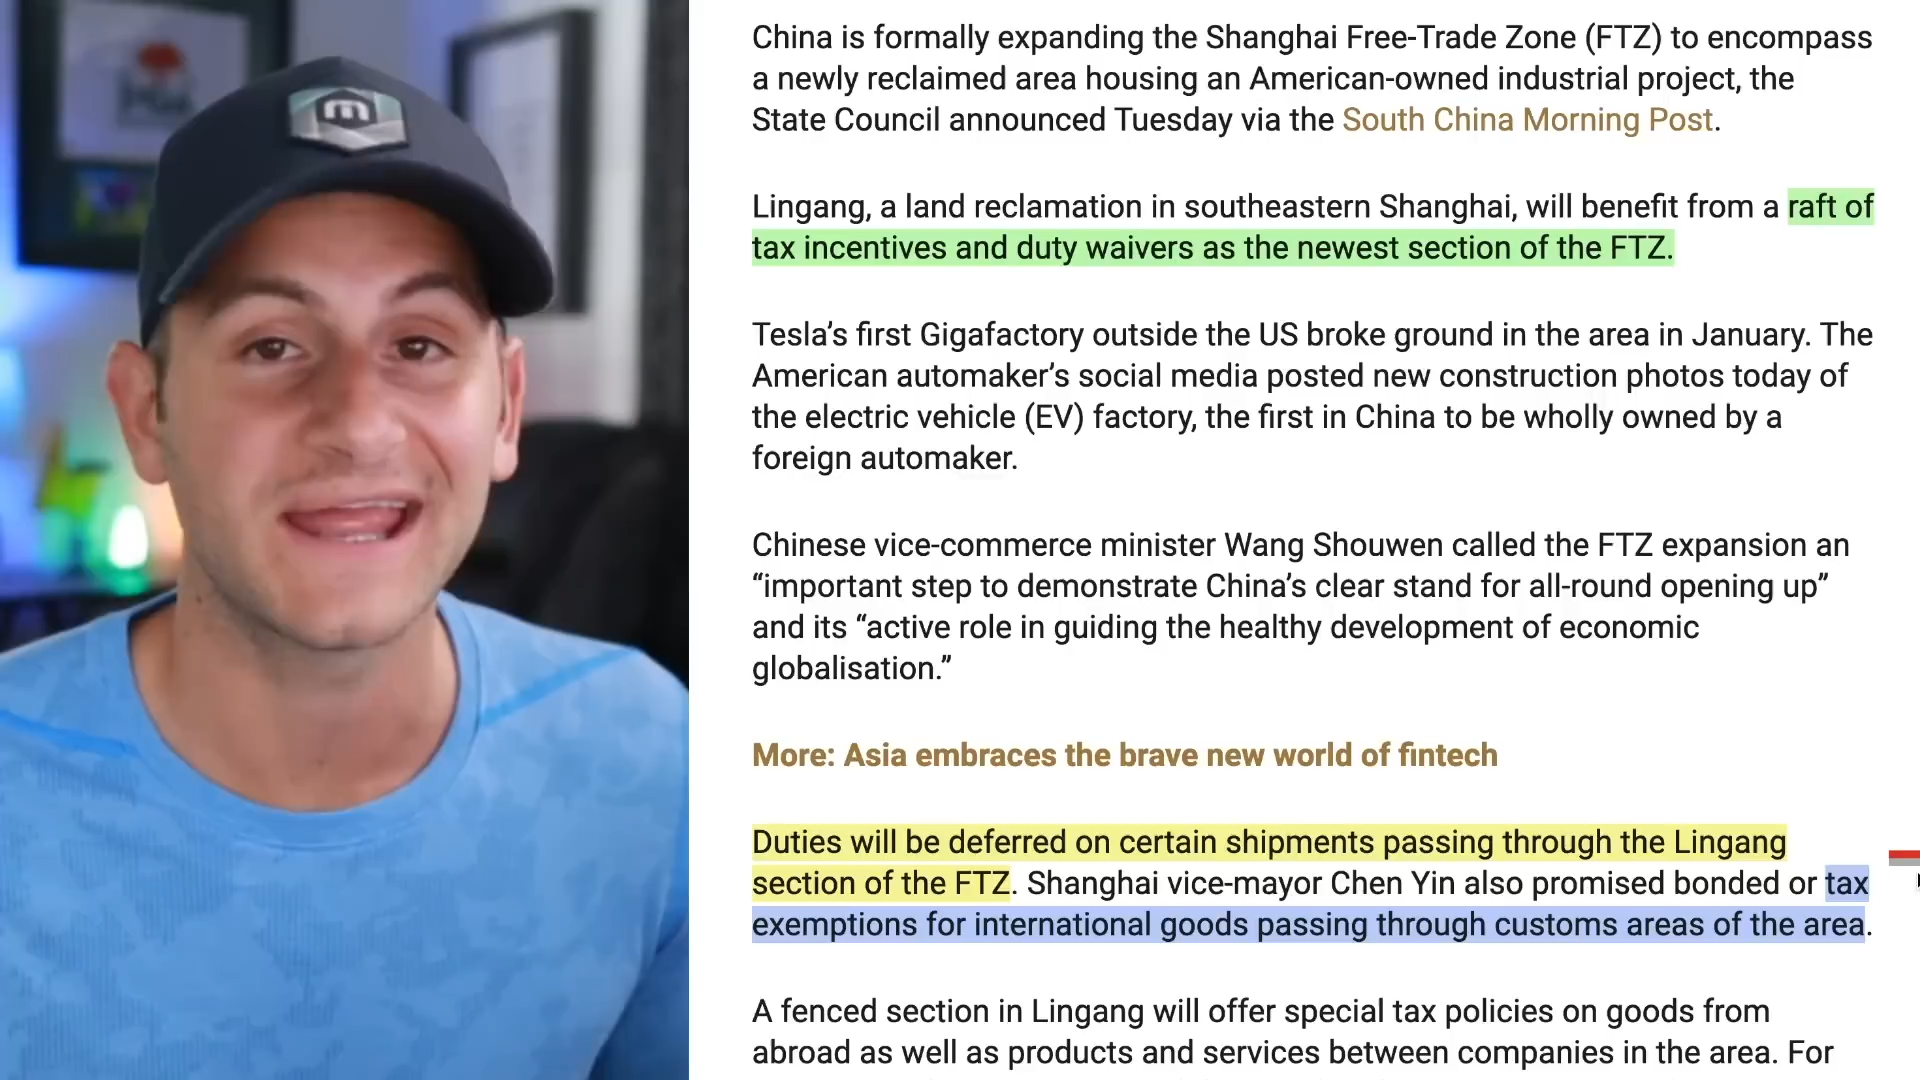 m
China is formally expanding the Shanghai Free-Trade Zone (FTZ) to encompass
a newly reclaimed area housing an American-owned industrial project, the
State Council announced Tuesday via the South China Morning Post.
Lingang, a land reclamation in southeastern Shanghai, will benefit from a raft of
tax incentives and duty waivers as the newest section of the FTZ.
Tesla’s first Gigafactory outside the US broke ground in the area in January. The
American automaker’s social media posted new construction photos today of
the electric vehicle (EV) factory, the first in China to be wholly owned by a
foreign automaker.
Chinese vice-commerce minister Wang Shouwen called the FTZ expansion an
“important step to demonstrate China’s clear stand for all-round opening up”
and its “active role in guiding the healthy development of economic
globalisation.”
More: Asia embraces the brave new world of fintech
Duties will be deferred on certain shipments passing through the Lingang
section of the FTZ. Shanghai vice-mayor Chen Yin also promised bonded or tax
exemptions for international goods passing through customs areas of the area.
A fenced section in Lingang will offer special tax policies on goods from
abroad as well as products and services between companies in the area. For